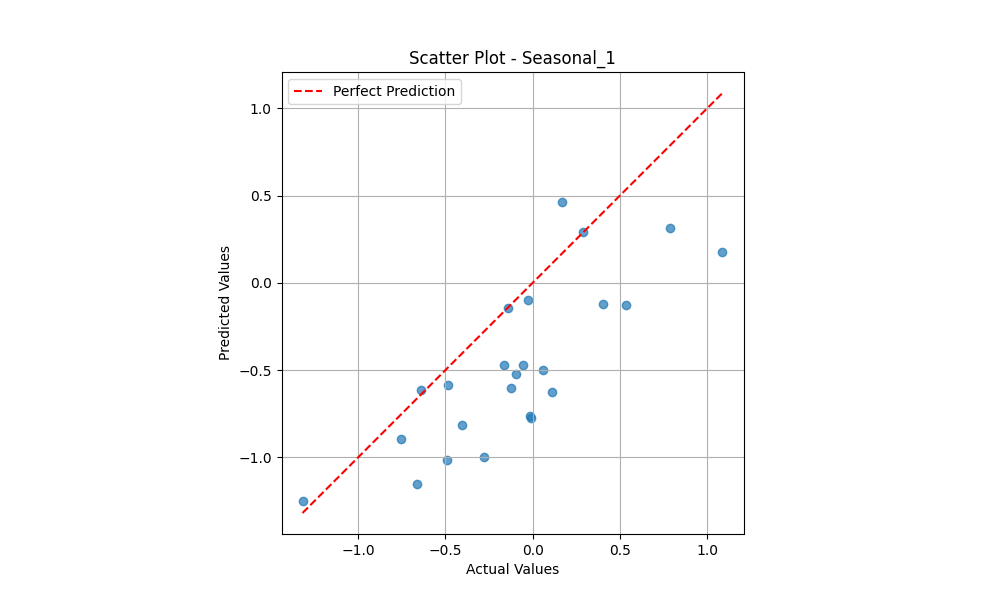 Scatter Plot - Seasonal_1
Perfect Prediction
Predicted Values
1.0
0.5
0.0
−0.5
−1.0
−1.0 −0.5 0.0 0.5 1.0
Actual Values